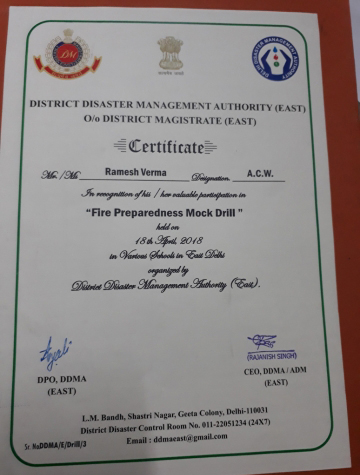 DM
सत्यमेव जयते
DISTRICT DISASTER MANAGEMENT AUTHORITY (EAST)
O/o DISTRICT MAGISTRATE (EAST)
Certificate
Mr. / Ms Ramesh Verma Designation A.C.W.
In recognition of his / her valuable participation in
“Fire Preparedness Mock Drill ”
held on
18th April, 2018
in Various Schools in East Delhi
organized by
District Disaster Management Authority (East).
(RAJANISH SINGH)
DPO, DDMA
(EAST)
CEO, DDMA / ADM
(EAST)
L.M. Bandh, Shastri Nagar, Geeta Colony, Delhi-110031
District Disaster Control Room No. 011-22051234 (24X7)
Email : ddmaeast@gmail.com
Sr. No DDMA/E/Drill/3